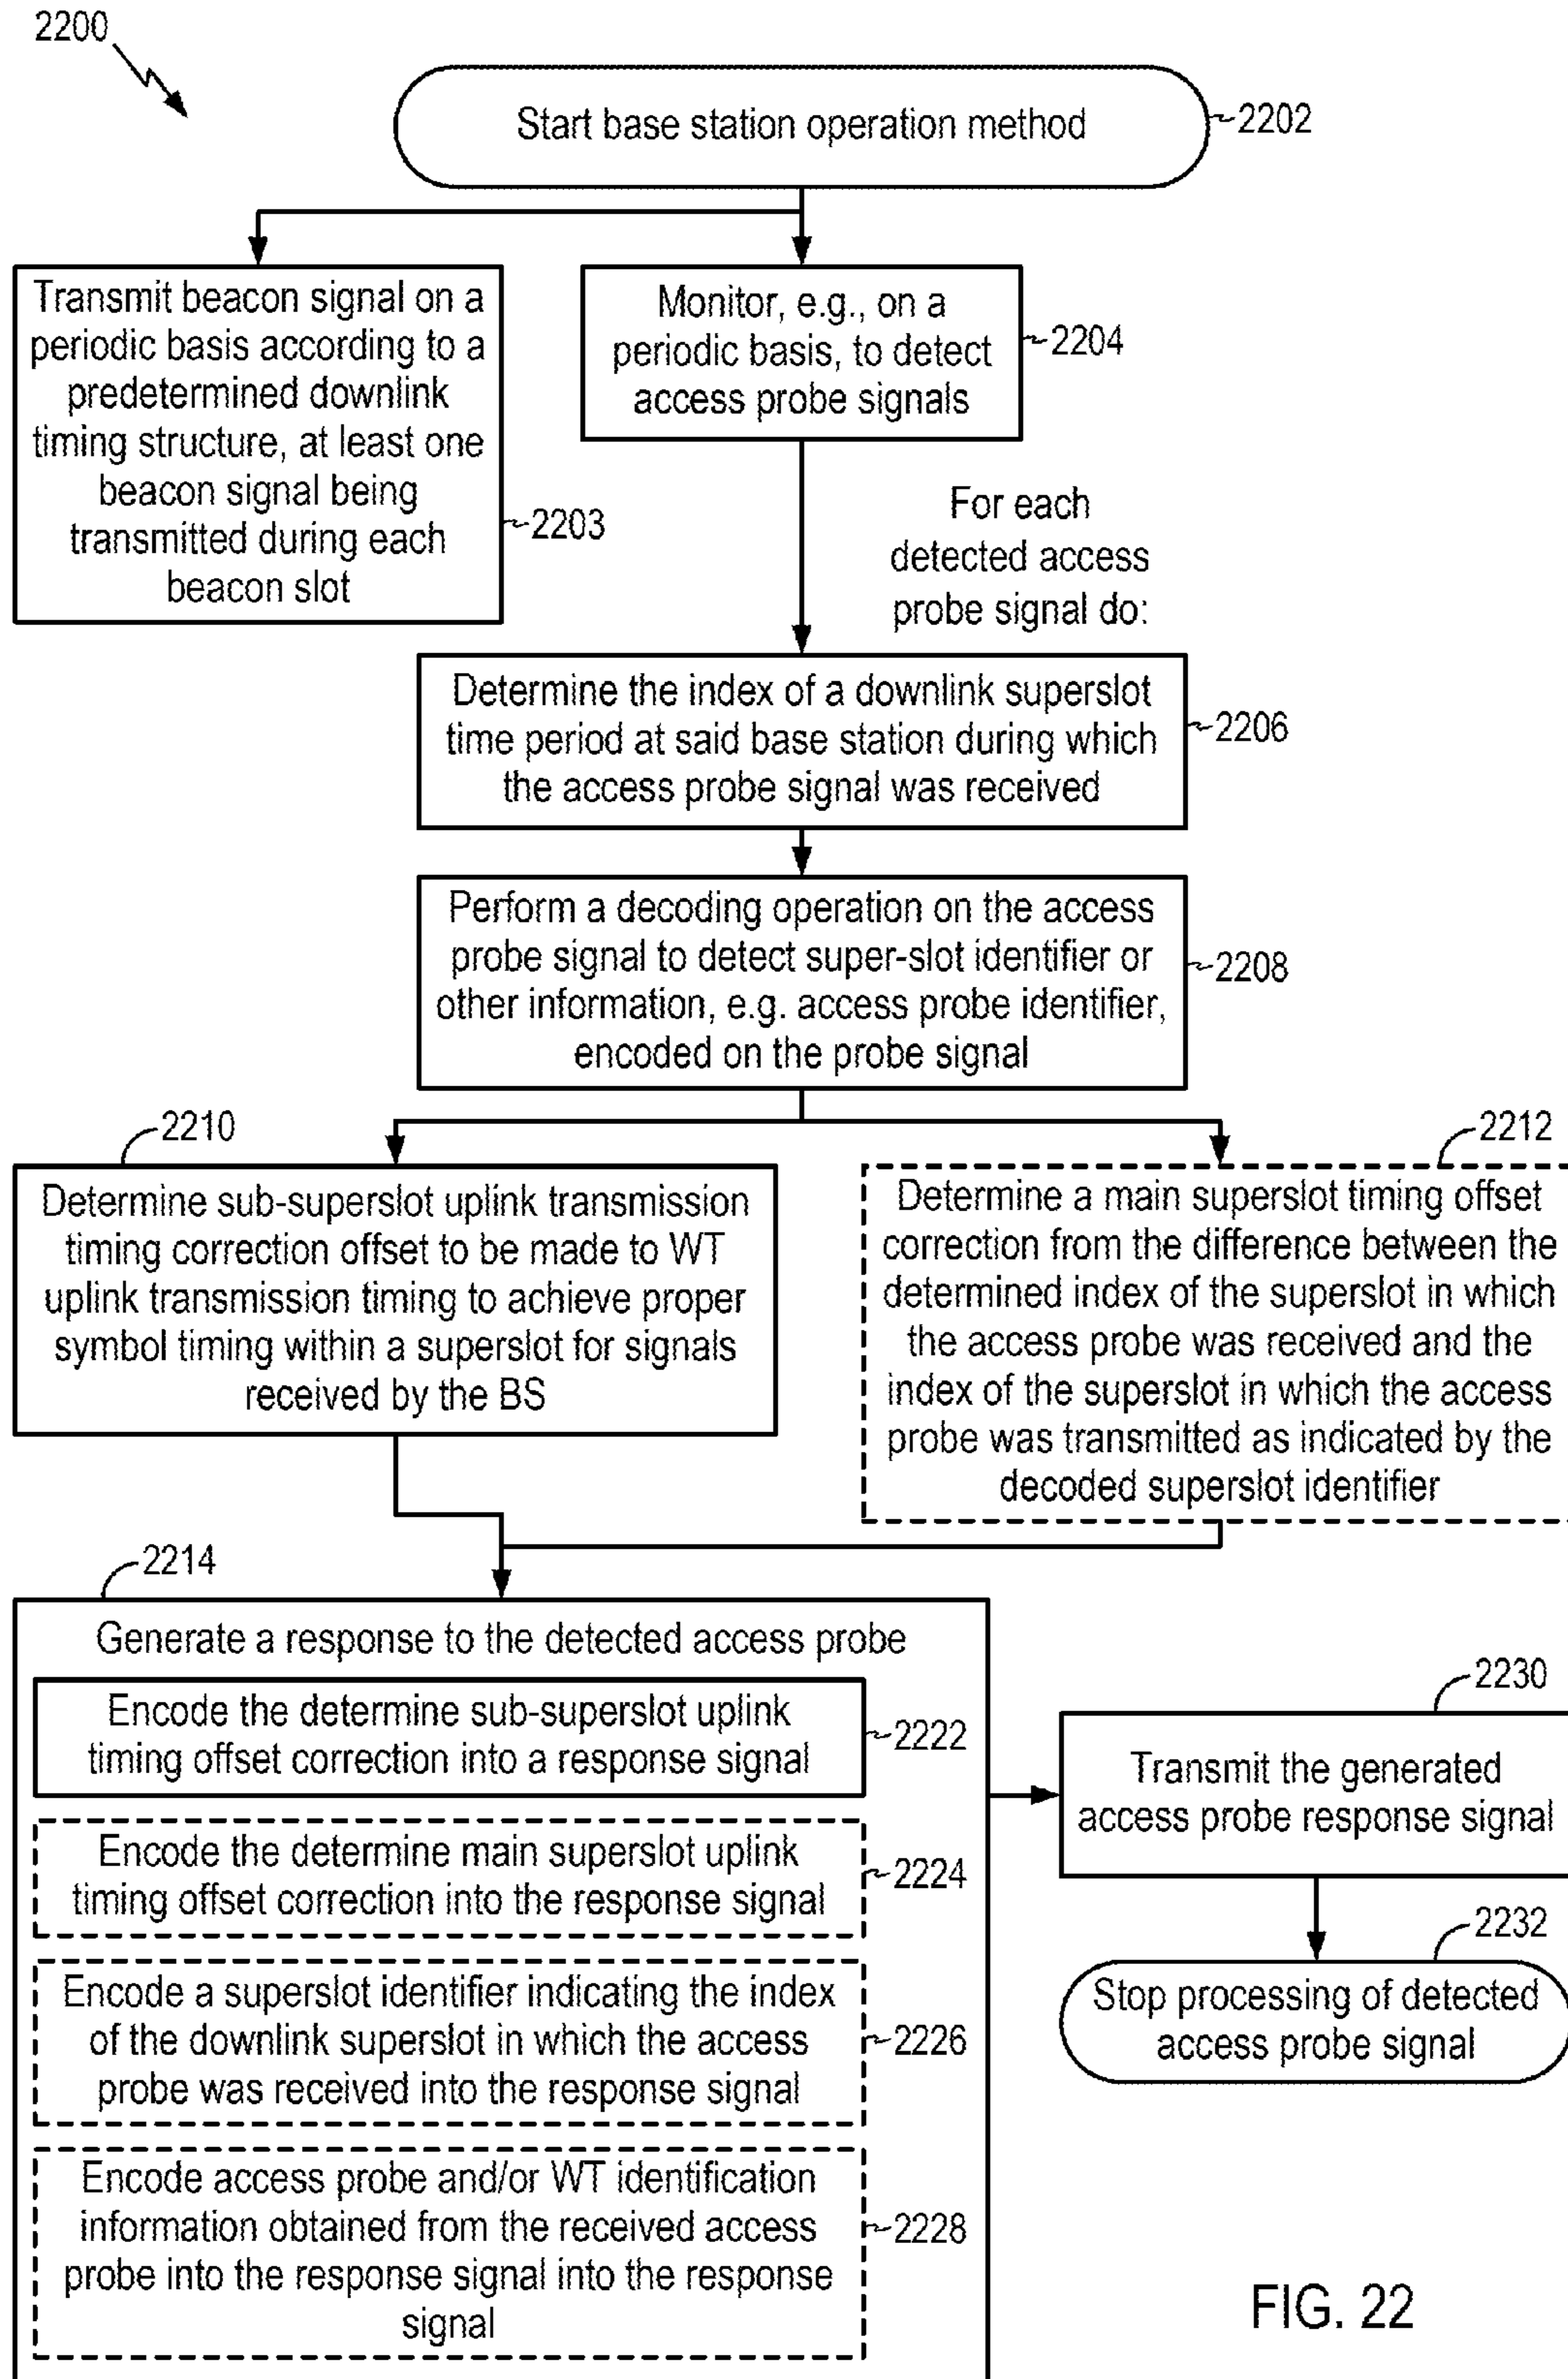 2200
Start base station operation method
2202
Transmit beacon signal on a
periodic basis according to a
predetermined downlink
timing structure, at least one
beacon signal being
transmitted during each
beacon slot
2203
Monitor, e.g., on a
periodic basis, to detect
access probe signals
2204
For each
detected access
probe signal do:
Determine the index of a downlink superslot
time period at said base station during which
the access probe signal was received
2206
Perform a decoding operation on the access
probe signal to detect super-slot identifier or
other information, e.g. access probe identifier,
encoded on the probe signal
2208
2210
Determine sub-superslot uplink transmission
timing correction offset to be made to WT
uplink transmission timing to achieve proper
symbol timing within a superslot for signals
received by the BS
2212
Determine a main superslot timing offset
correction from the difference between the
determined index of the superslot in which
the access probe was received and the
index of the superslot in which the access
probe was transmitted as indicated by the
decoded superslot identifier
2214
Generate a response to the detected access probe
Encode the determine sub-superslot uplink
timing offset correction into a response signal
2222
Encode the determine main superslot uplink
timing offset correction into the response signal
2224
Encode a superslot identifier indicating the index
of the downlink superslot in which the access
probe was received into the response signal
2226
Encode access probe and/or WT identification
information obtained from the received access
probe into the response signal into the response
signal
2228
2230
Transmit the generated
access probe response signal
2232
Stop processing of detected
access probe signal
FIG. 22